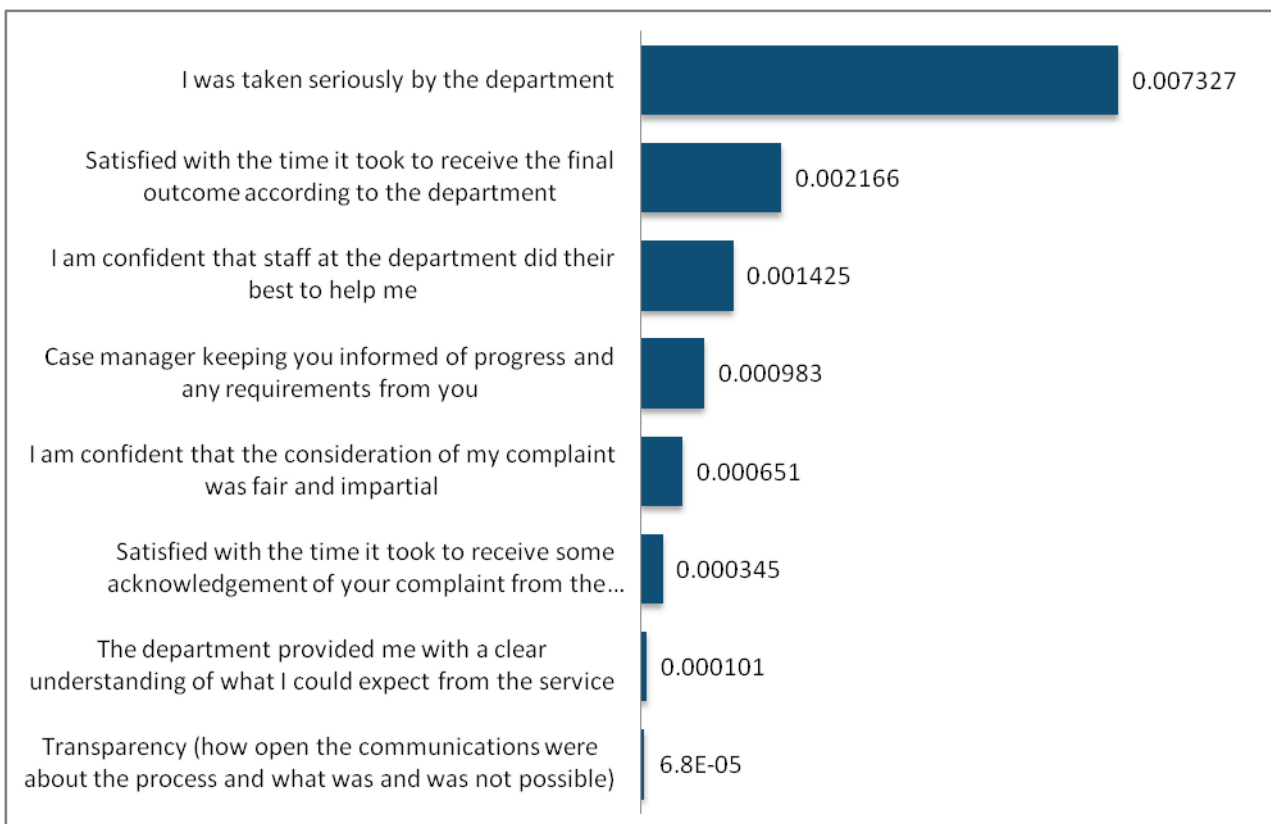 I was taken seriously by the department
0.007327
Satisfied with the time it took to receive the final
outcome according to the department
0.002166
I am confident that staff at the department did their
best to help me
0.001425
Case manager keeping you informed of progress and
any requirements from you
0.000983
I am confident that the consideration of my complaint
was fair and impartial
0.000651
Satisfied with the time it took to receive some
acknowledgement of your complaint from the...
0.000345
The department provided me with a clear
understanding of what I could expect from the service
0.000101
Transparency (how open the communications were
about the process and what was and was not possible)
6.8E-05